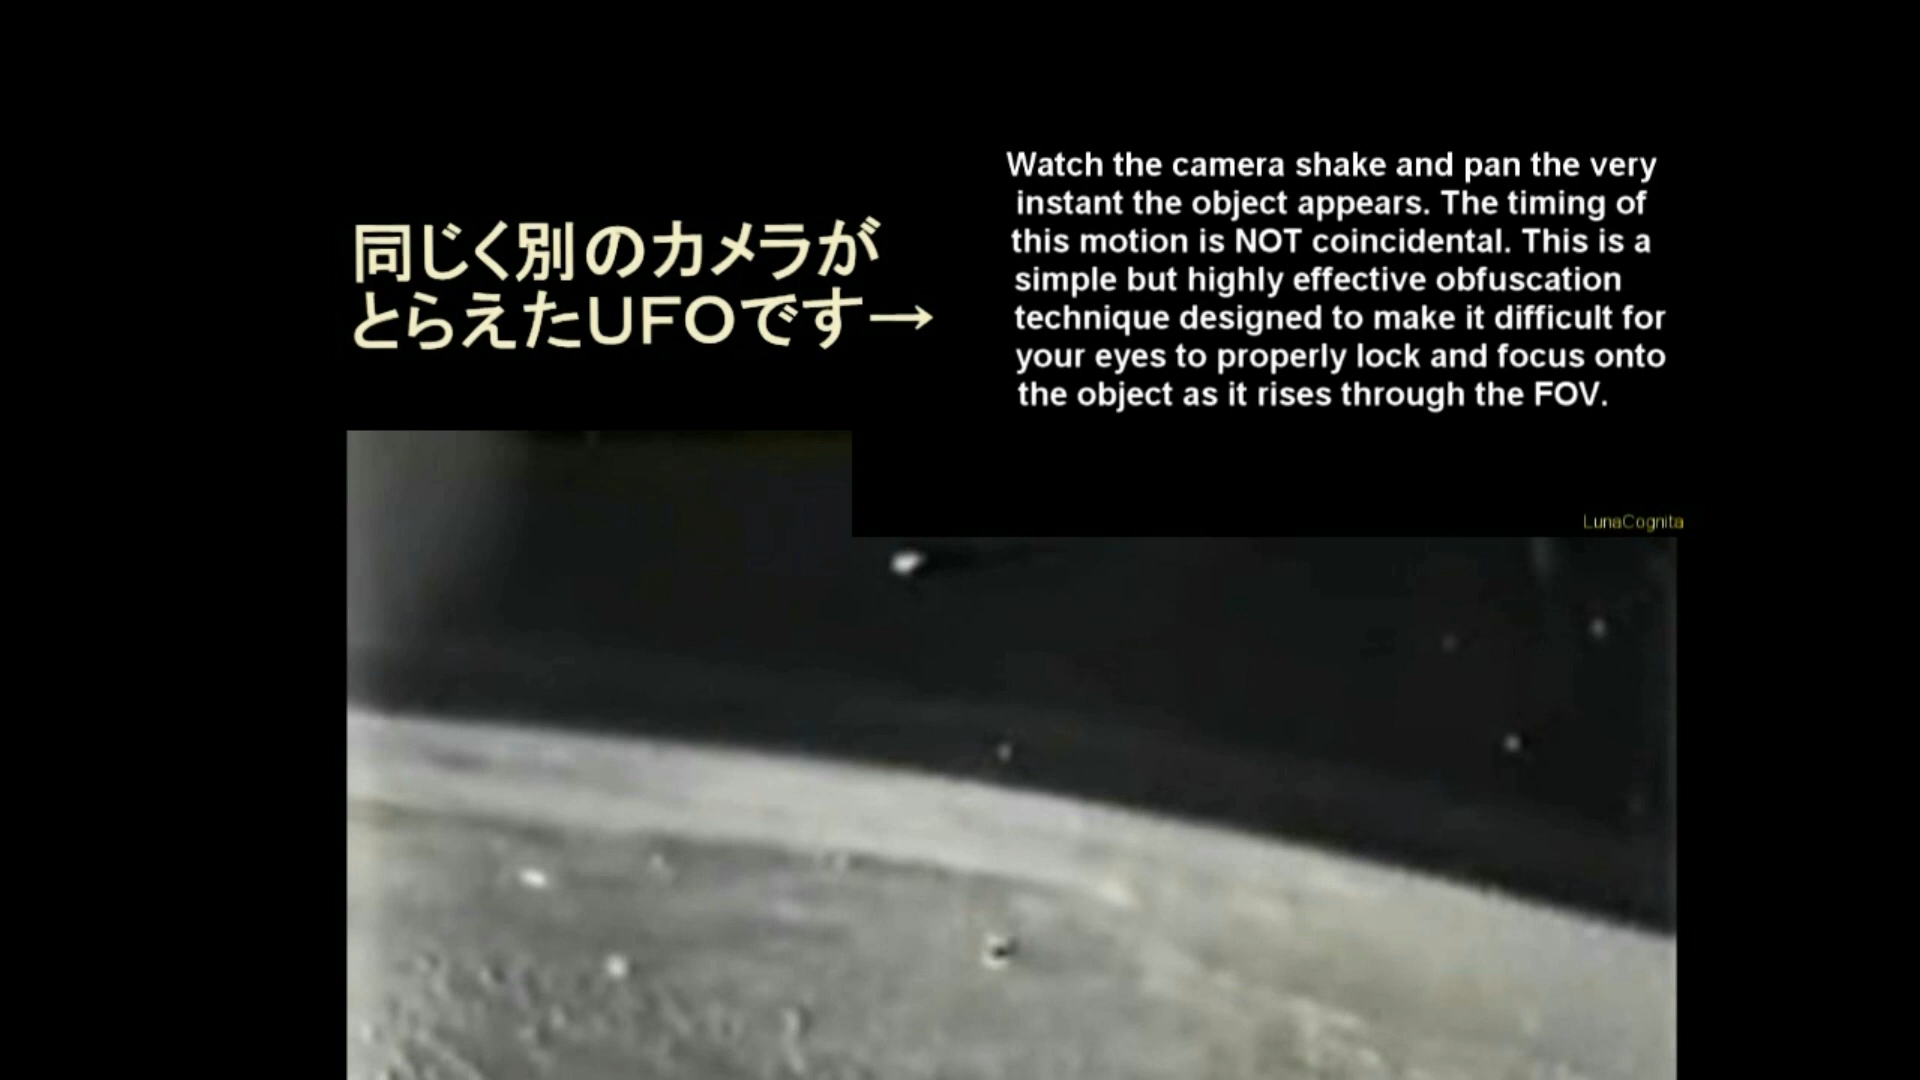 同じく別のカメラが
とらえたUFOです→
Watch the camera shake and pan the very
instant the object appears. The timing of
this motion is NOT coincidental. This is a
simple but highly effective obfuscation
technique designed to make it difficult for
your eyes to properly lock and focus onto
the object as it rises through the FOV.
LunaCognita